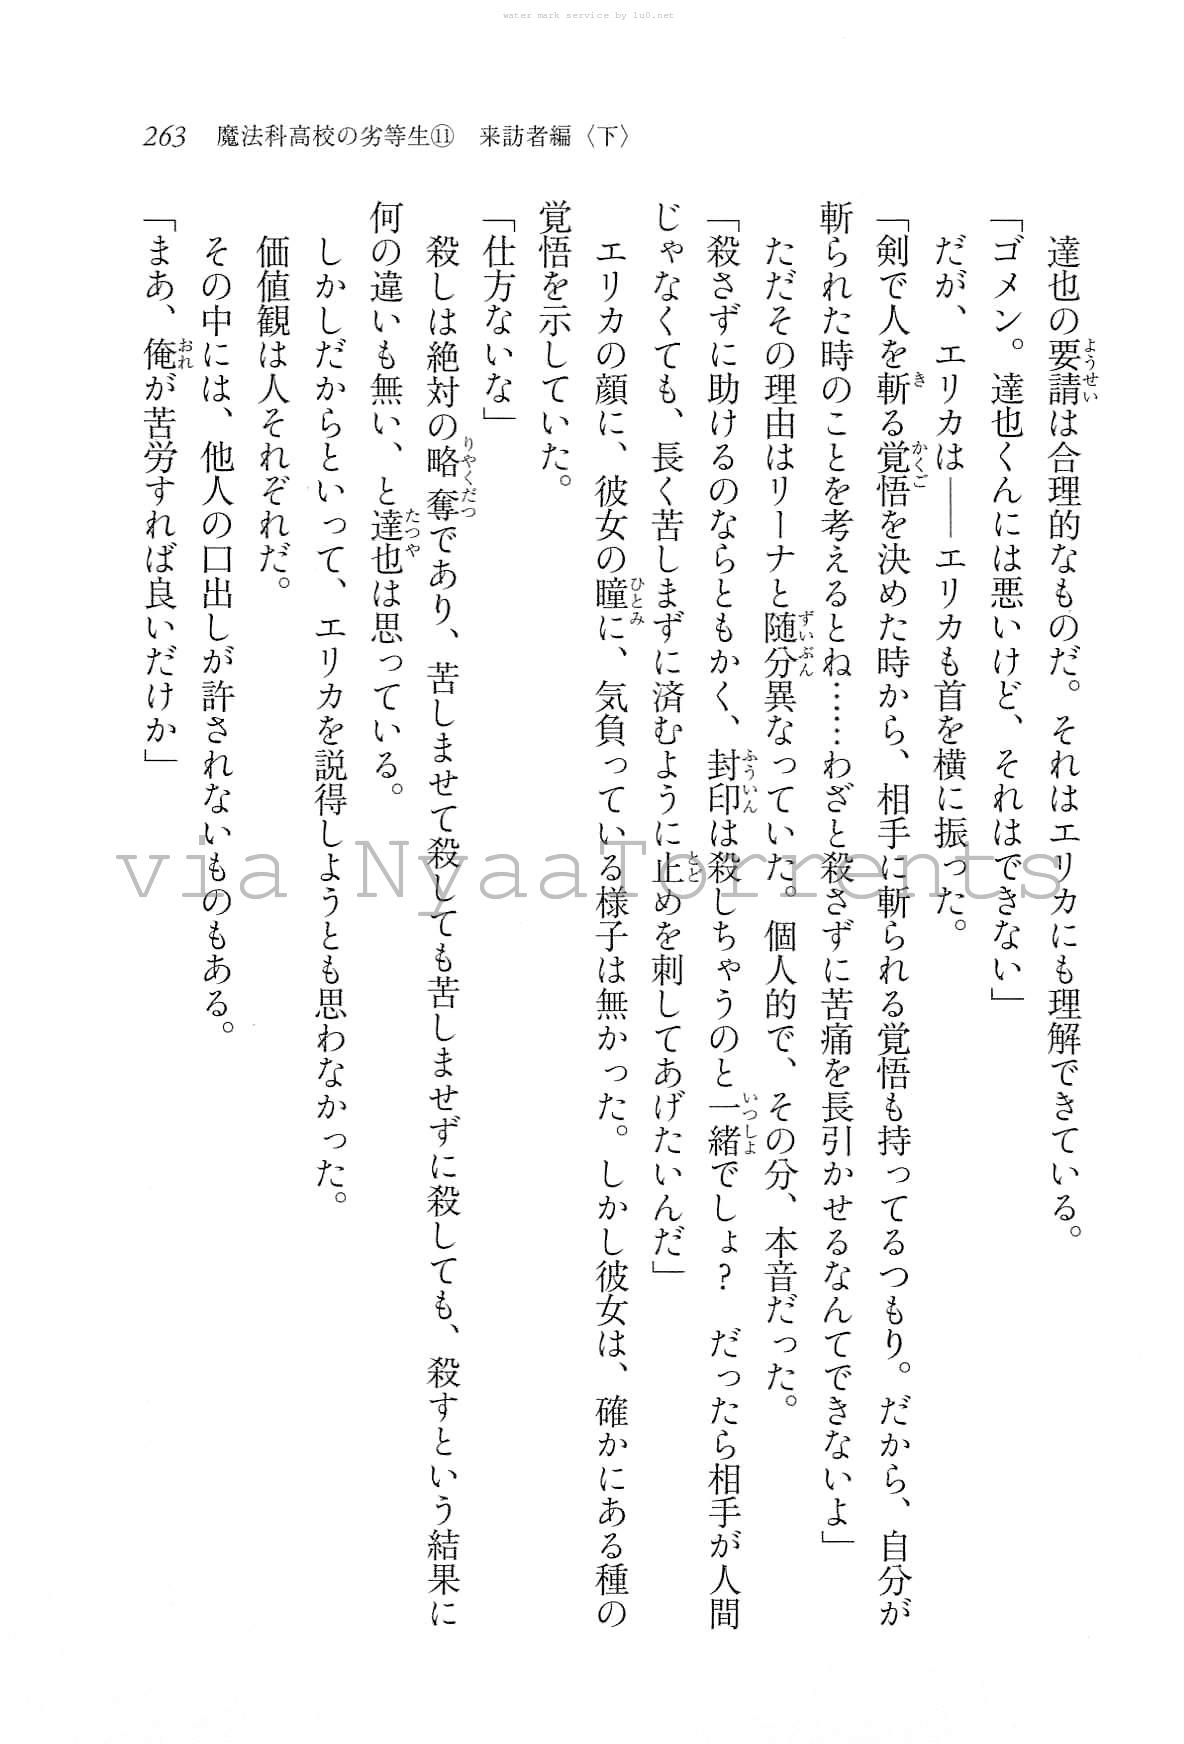 water mark service by lu0.net
263 魔法科高校の劣等生⑪ 来訪者編〈下〉
達也の要請は合理的なものだ。それはエリカにも理解できている。
「ゴメン。達也くんには悪いけど、それはできない」
だが、エリカは――エリカも首を横に振った。
「剣で人を斬る覚悟を決めた時から、相手に斬られる覚悟も持ってるつもり。だから、自分が
斬られた時のことを考えるとね……わざと殺さずに苦痛を長引かせるなんてできないよ」
ただその理由はリーナと随分異なっていた。個人的で、その分、本音だった。
「殺さずに助けるのならともかく、封印は殺しちゃうのと一緒でしょ？　だったら相手が人間
じゃなくても、長く苦しまずに済むように止めを刺してあげたいんだ」
エリカの顔に、彼女の瞳に、気負っている様子は無かった。しかし彼女は、確かにある種の
覚悟を示していた。
「仕方ないな」
殺しは絶対の略奪であり、苦しませて殺しても苦しませずに殺しても、殺すという結果に
何の違いも無い、と達也は思っている。
しかしだからといって、エリカを説得しようとも思わなかった。
価値観は人それぞれだ。
その中には、他人の口出しが許されないものもある。
「まあ、俺が苦労すれば良いだけか」
via NyaaTorrents